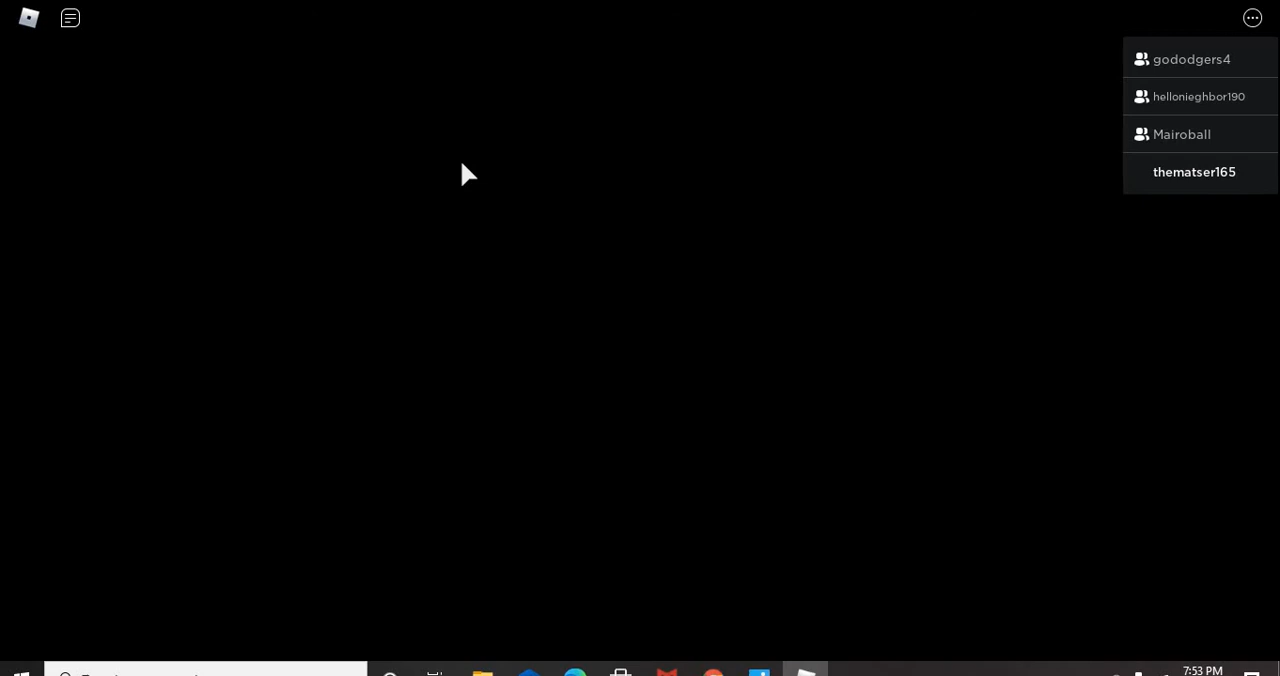 gododgers4
hellonieghbor190
Mairoball
thematser165
7:53 PM